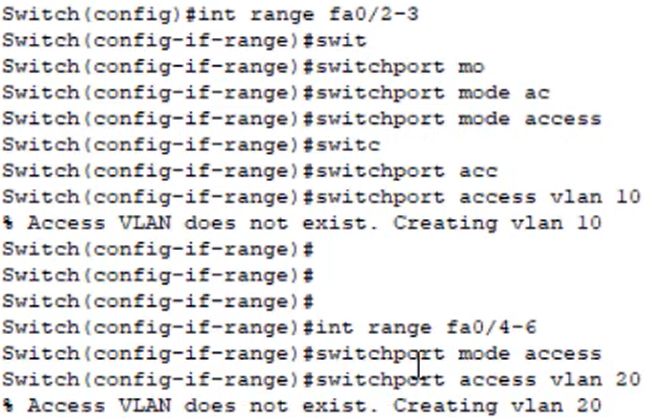 Switch(config)#int range fa0/2-3
Switch(config-if-range)#swit
Switch(config-if-range)#switchport mo
Switch(config-if-range)#switchport mode ac
Switch(config-if-range)#switchport mode access
Switch(config-if-range)#switc
Switch(config-if-range)#switchport acc
Switch(config-if-range)#switchport access vlan 10
% Access VLAN does not exist. Creating vlan 10
Switch(config-if-range)#
Switch(config-if-range)#
Switch(config-if-range)#
Switch(config-if-range)#int range fa0/4-6
Switch(config-if-range)#switchport mode access
Switch(config-if-range)#switchport access vlan 20
% Access VLAN does not exist. Creating vlan 20